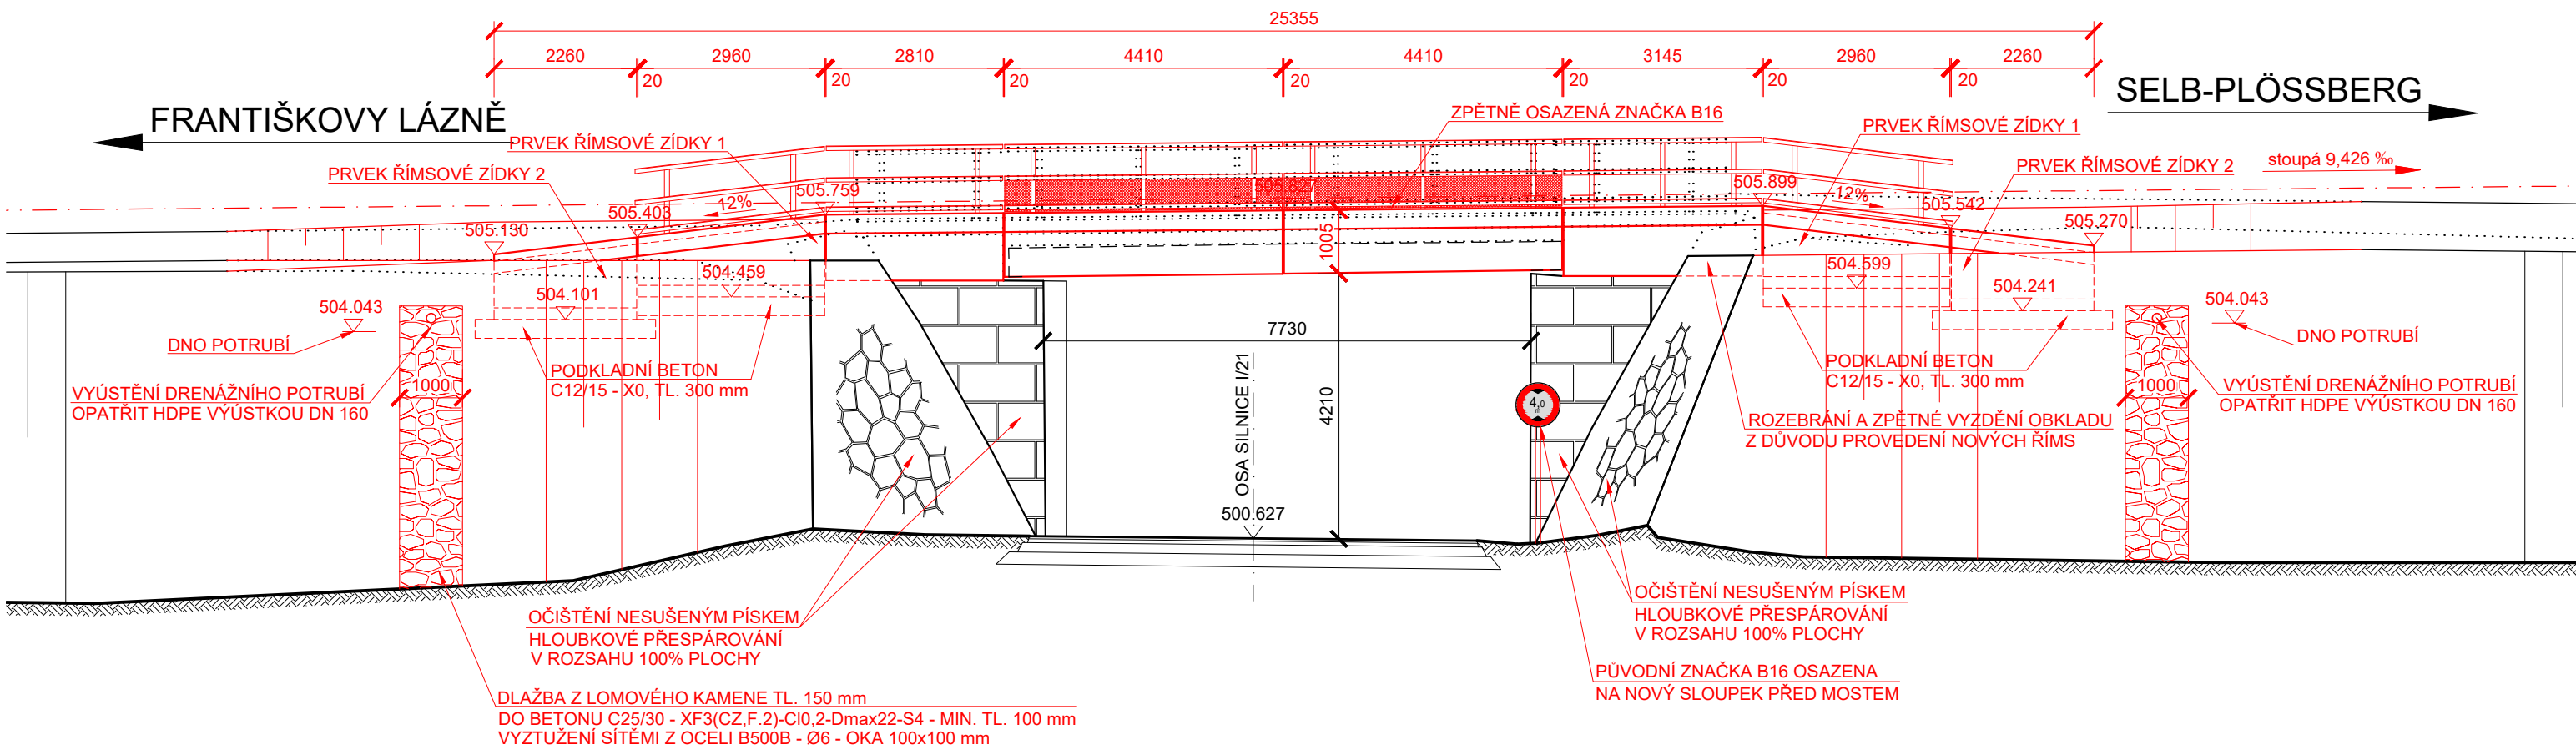 25355
2260 2960 2810 4410 4410 3145 2960 2260
20 20 20 20 20 20 20
FRANTIŠKOVY LÁZNĚ
SELB-PLÖSSBERG
ZPĚTNĚ OSAZENÁ ZNAČKA B16
PRVEK ŘÍMSOVÉ ZÍDKY 1
PRVEK ŘÍMSOVÉ ZÍDKY 1
PRVEK ŘÍMSOVÉ ZÍDKY 2
PRVEK ŘÍMSOVÉ ZÍDKY 2
stoupá 9,426 ‰
505.759
505.827
505.899
12%
12%
505.403
505.542
505.130
505.270
1005
504.459
504.599
504.101
504.241
504.043
504.043
DNO POTRUBÍ
DNO POTRUBÍ
7730
PODKLADNÍ BETON
C12/15 - X0, TL. 300 mm
PODKLADNÍ BETON
C12/15 - X0, TL. 300 mm
VYÚSTĚNÍ DRENÁŽNÍHO POTRUBÍ
OPATŘIT HDPE VÝÚSTKOU DN 160
1000
OSA SILNICE I/21
4210
4,0
m
1000
VYÚSTĚNÍ DRENÁŽNÍHO POTRUBÍ
OPATŘIT HDPE VÝÚSTKOU DN 160
ROZEBRÁNÍ A ZPĚTNÉ VYZDĚNÍ OBKLADU
Z DŮVODU PROVEDENÍ NOVÝCH ŘÍMS
500.627
OČIŠTĚNÍ NESUŠENÝM PÍSKEM
HLOUBKOVÉ PŘESPÁROVÁNÍ
V ROZSAHU 100% PLOCHY
OČIŠTĚNÍ NESUŠENÝM PÍSKEM
HLOUBKOVÉ PŘESPÁROVÁNÍ
V ROZSAHU 100% PLOCHY
PŮVODNÍ ZNAČKA B16 OSAZENA
NA NOVÝ SLOUPEK PŘED MOSTEM
DLAŽBA Z LOMOVÉHO KAMENE TL. 150 mm
DO BETONU C25/30 - XF3(CZ,F.2)-Cl0,2-Dmax22-S4 - MIN. TL. 100 mm
VYZTUŽENÍ SÍTĚMI Z OCELI B500B - Ø6 - OKA 100x100 mm